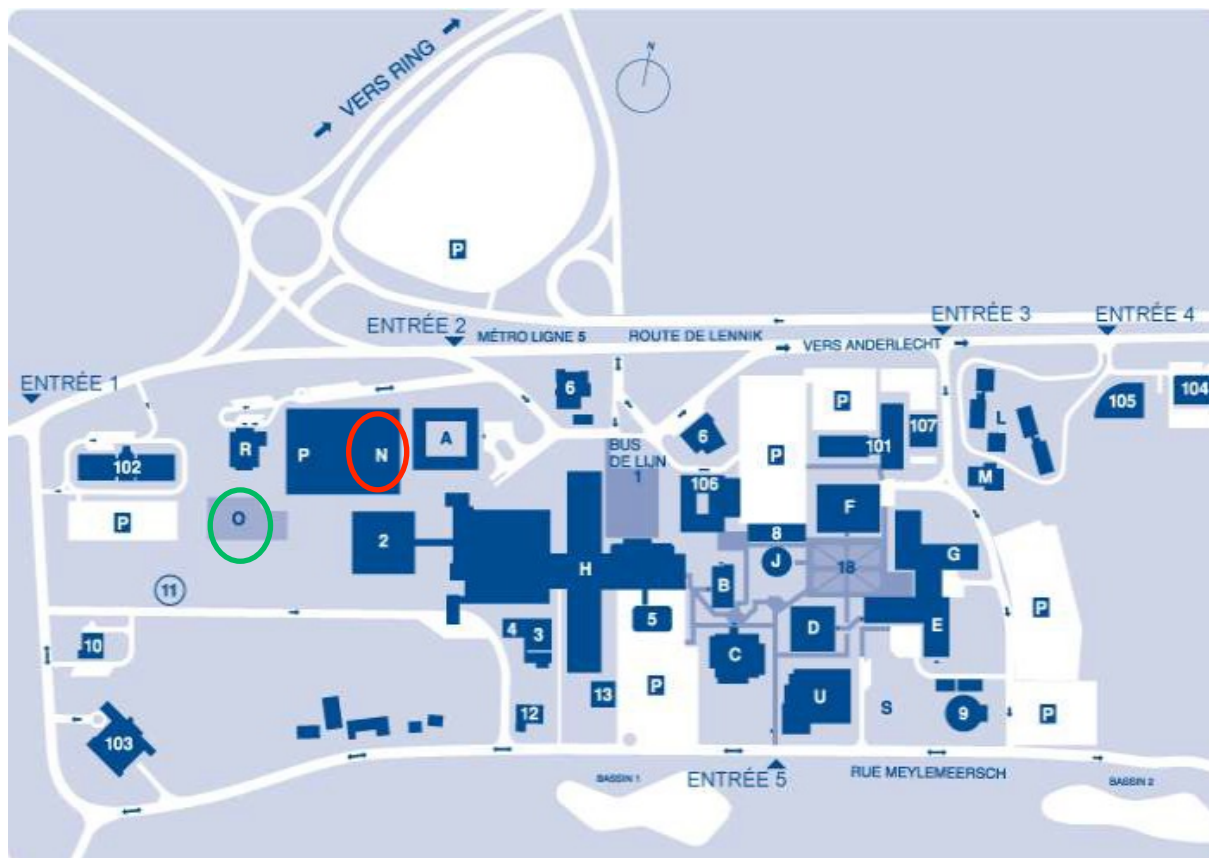 N
VERS RING
P
ENTRÉE 3
ENTRÉE 4
ENTRÉE 2
MÉTRO LIGNE 5
ROUTE DE LENNIK
VERS ANDERLECHT
ENTRÉE 1
6
104
105
P
L
107
A
6
R
P
N
BUS
DE LIJN
1
101
102
P
M
106
P
O
F
2
8
J
G
H
18
11
B
P
5
4
3
D
E
10
C
P
13
U
S
12
9
P
103
RUE MEYLEMEERSCH
BASSIN 1
ENTRÉE 5
BASSIN 2